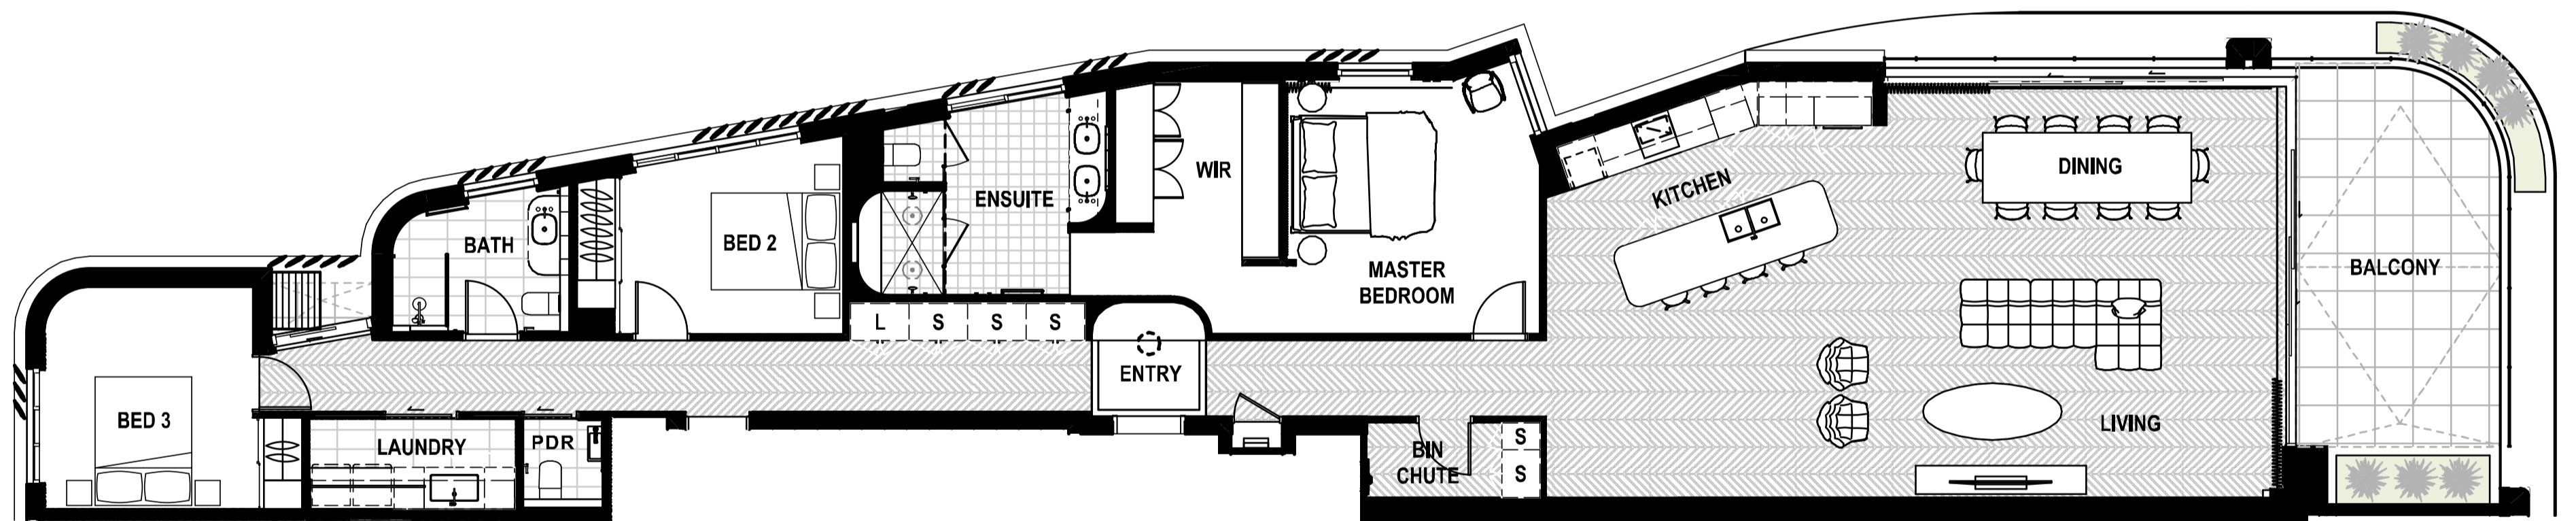 BED 3
LAUNDRY
PDR
BATH
BED 2
ENSUITE
L
S
S
S
WIR
ENTRY
MASTER
BEDROOM
BIN
CHUTE
S
S
KITCHEN
DINING
LIVING
BALCONY